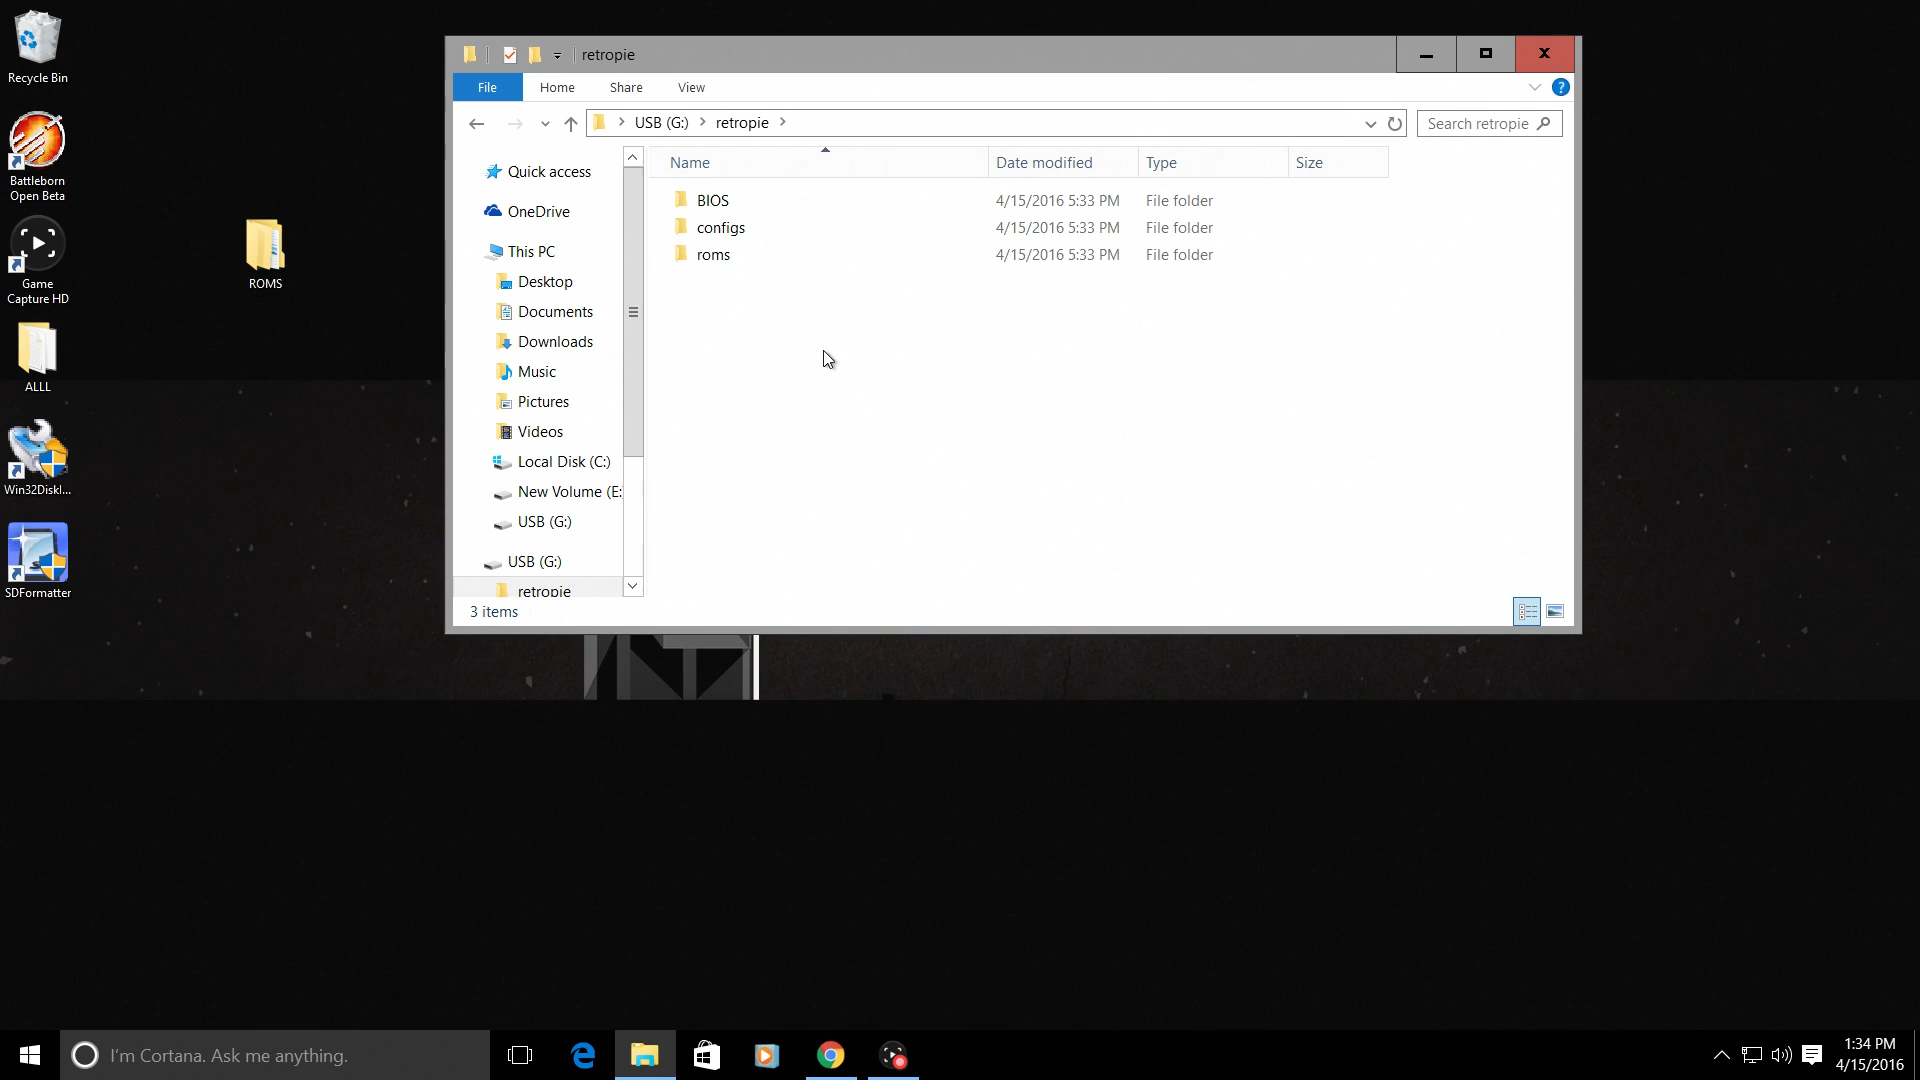 Recycle Bin
Battleborn
Open Beta
Game
Capture HD
ALLL
Win32DiskI...
SDFormatter
ROMS
retropie
File Home Share View
USB (G:) retropie
Search retropie
Quick access
OneDrive
This PC
Desktop
Documents
Downloads
Music
Pictures
Videos
Local Disk (C:)
New Volume (E:
USB (G:)
USB (G:)
retropie
Name Date modified Type Size
BIOS 4/15/2016 5:33 PM File folder
configs 4/15/2016 5:33 PM File folder
roms 4/15/2016 5:33 PM File folder
3 items
I'm Cortana. Ask me anything.
1:34 PM
4/15/2016